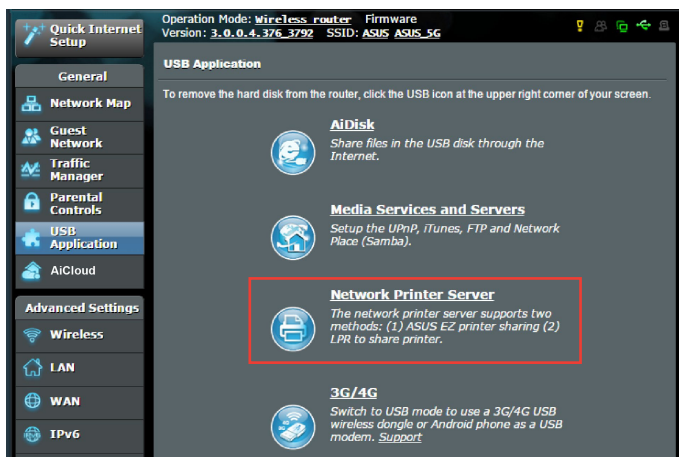 Quick Internet
Setup
General
Network Map
Guest
Network
Traffic
Manager
Parental
Controls
USB
Application
AiCloud
Advanced Settings
Wireless
LAN
WAN
IPv6
Operation Mode: Wireless router Firmware
Version: 3.0.0.4.376_3792 SSID: ASUS ASUS_5G
USB Application
To remove the hard disk from the router, click the USB icon at the upper right corner of your screen.
AiDisk
Share files in the USB disk through the
Internet.
Media Services and Servers
Setup the UPnP, iTunes, FTP and Network
Place (Samba).
Network Printer Server
The network printer server supports two
methods: (1) ASUS EZ printer sharing (2)
LPR to share printer.
3G/4G
Switch to USB mode to use a 3G/4G USB
wireless dongle or Android phone as a USB
modem. Support